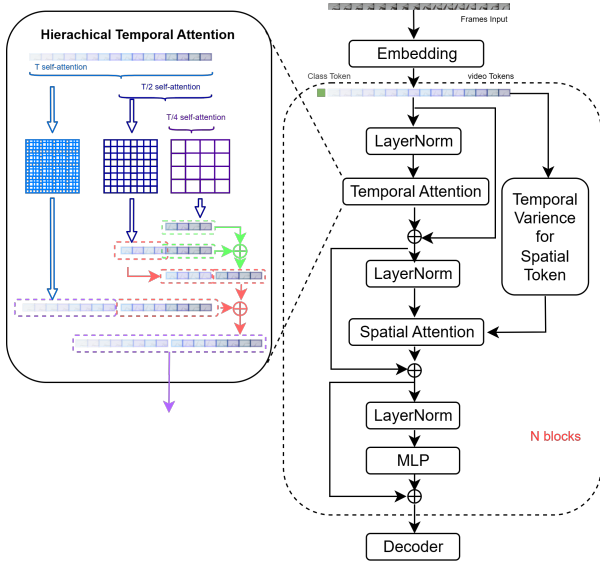 Hierachical Temporal Attention
T self-attention
T/2 self-attention
T/4 self-attention
Frames Input
Embedding
Class Token
video Tokens
LayerNorm
Temporal Attention
Temporal
Varience
for
Spatial
Token
LayerNorm
Spatial Attention
LayerNorm
N blocks
MLP
Decoder